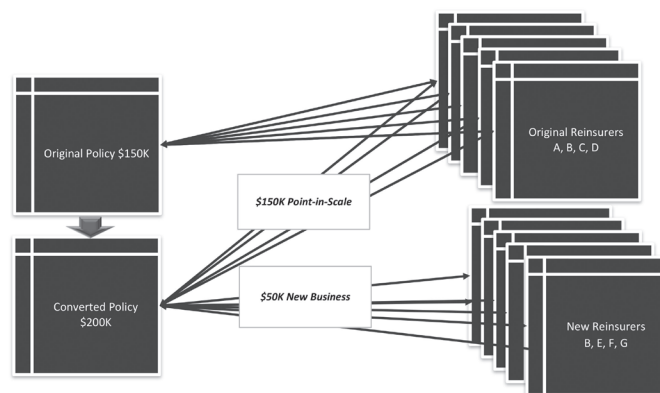 Original Policy $150K
Original Reinsurers
A, B, C, D
$150K Point-in-Scale
Converted Policy
$200K
$50K New Business
New Reinsurers
B, E, F, G